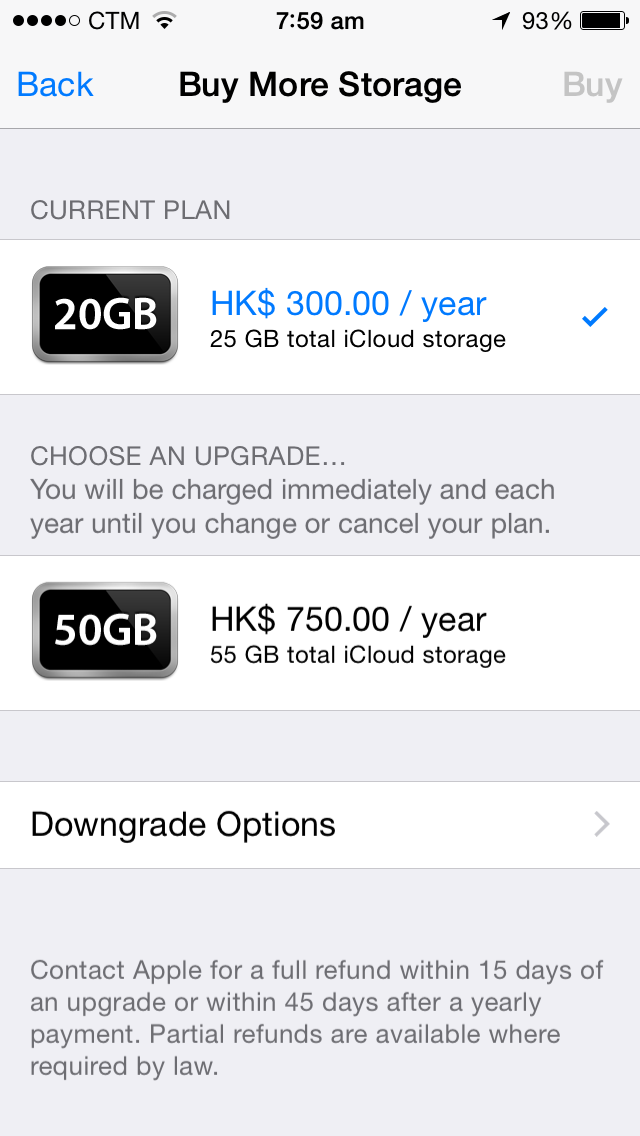 CTM 7:59 am 93%
Back Buy More Storage Buy
CURRENT PLAN
20GB
HK$ 300.00 / year
25 GB total iCloud storage
CHOOSE AN UPGRADE...
You will be charged immediately and each
year until you change or cancel your plan.
50GB
HK$ 750.00 / year
55 GB total iCloud storage
Downgrade Options
Contact Apple for a full refund within 15 days of
an upgrade or within 45 days after a yearly
payment. Partial refunds are available where
required by law.